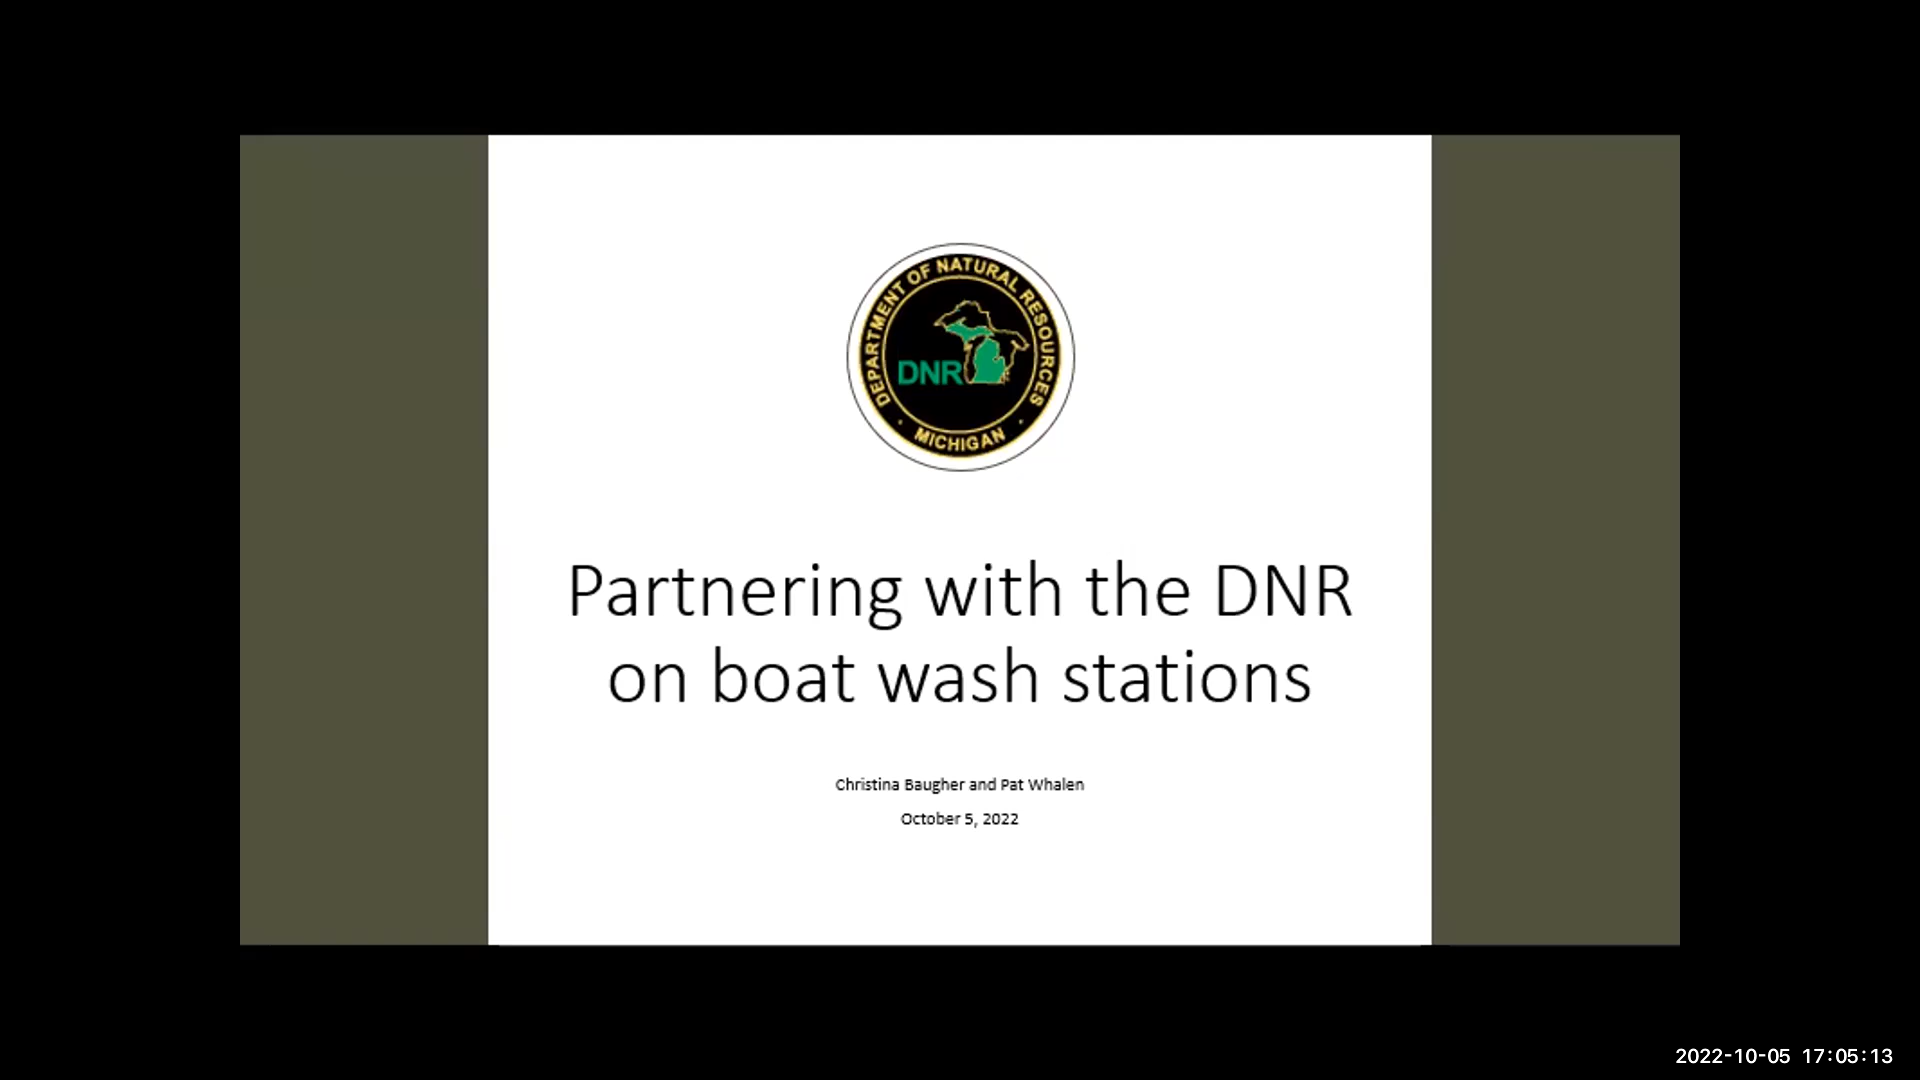 DEPARTMENT OF NATURAL RESOURCES
DNR
MICHIGAN
Partnering with the DNR
on boat wash stations
Christina Baugher and Pat Whalen
October 5, 2022
2022-10-05 17:05:13